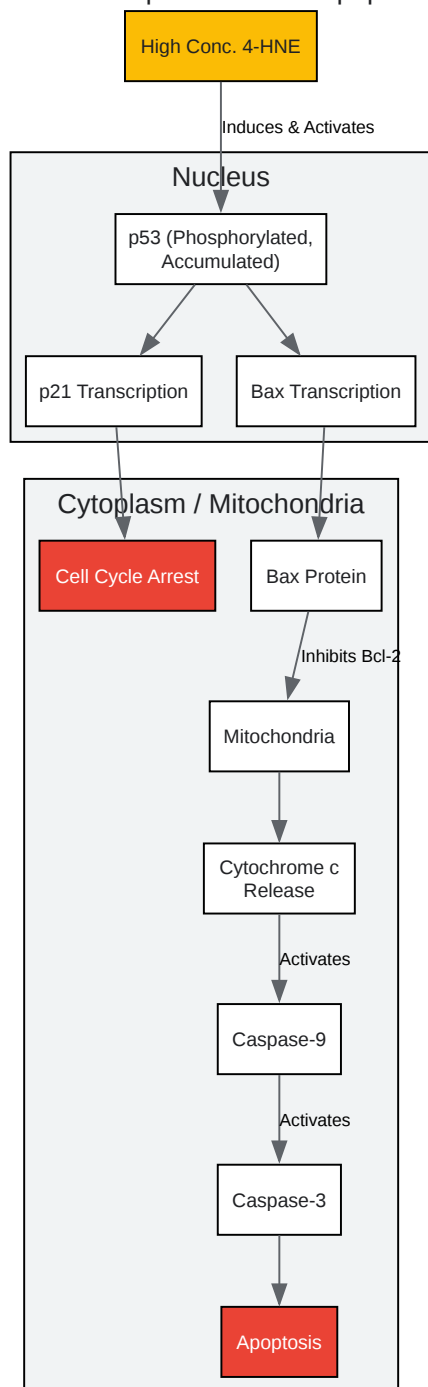 High Conc. 4-HNE
Induces & Activates
Nucleus
p53 (Phosphorylated,
Accumulated)
p21 Transcription
Bax Transcription
Cytoplasm / Mitochondria
Cell Cycle Arrest
Bax Protein
Inhibits Bcl-2
Mitochondria
Cytochrome c
Release
Activates
Caspase-9
Activates
Caspase-3
Apoptosis